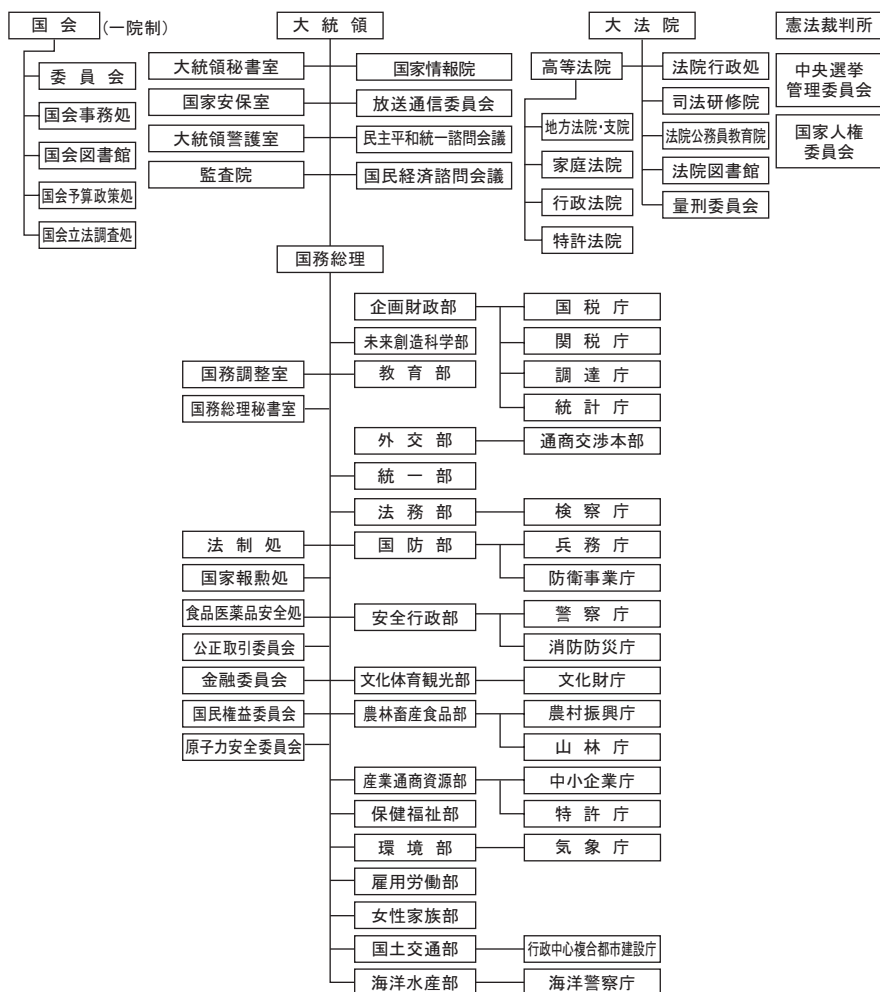 国会 (一院制)
委員会
国会事務処
国会図書館
国会予算政策処
国会立法調査処
大統領
大統領秘書室
国家安保室
大統領警護室
監査院
国家情報院
放送通信委員会
民主平和統一諮問会議
国民経済諮問会議
大法院
高等法院
地方法院・支院
家庭法院
行政法院
特許法院
法院行政処
司法研修院
法院公務員教育院
法院図書館
量刑委員会
憲法裁判所
中央選挙
管理委員会
国家人権
委員会
国務総理
国務調整室
国務総理秘書室
法制処
国家報勲処
食品医薬品安全処
公正取引委員会
金融委員会
国民権益委員会
原子力安全委員会
企画財政部
国税庁
関税庁
調達庁
統計庁
未来創造科学部
教育部
外交部
通商交渉本部
統一部
法務部
検察庁
国防部
兵務庁
防衛事業庁
安全行政部
警察庁
消防防災庁
文化体育観光部
文化財庁
農林畜産食品部
農村振興庁
山林庁
産業通商資源部
中小企業庁
特許庁
保健福祉部
環境部
気象庁
雇用労働部
女性家族部
国土交通部
行政中心複合都市建設庁
海洋水産部
海洋警察庁